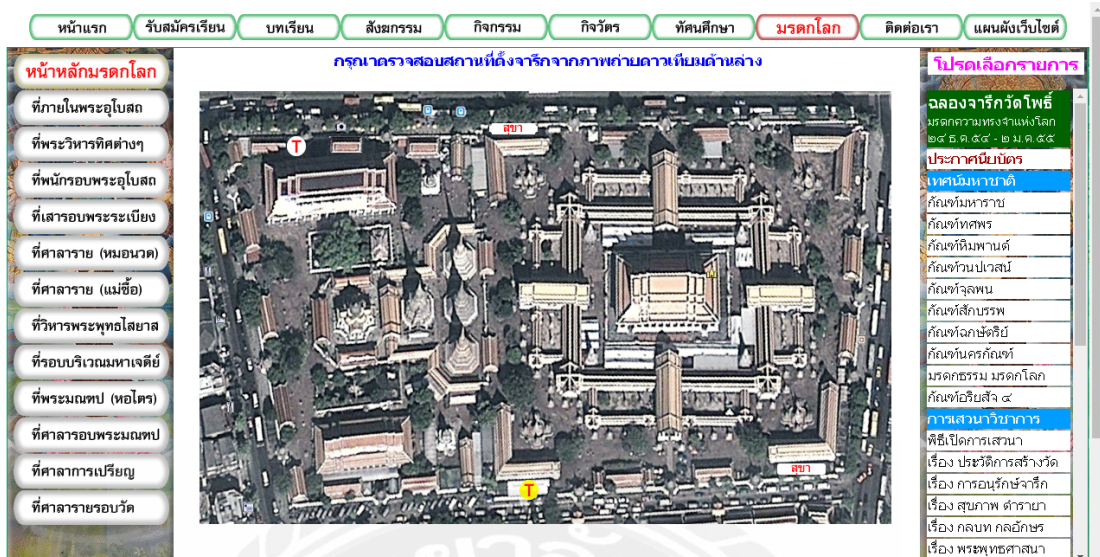 หน้าแรก
รับสมัครเรียน
บทเรียน
สังฆกรรม
กิจกรรม
กิจวัตร
ทัศนศึกษา
มรดกโลก
ติดต่อเรา
แผนผังเว็บไซต์
หน้าหลักมรดกโลก
ที่ภายในพระอุโบสถ
ที่พระวิหารทิศต่างๆ
ที่พนักรอบพระอุโบสถ
ที่เสารอบพระระเบียง
ที่ศาลาราย (หมอนวด)
ที่ศาลาราย (แม่ซื้อ)
ที่วิหารพระพุทธไสยาส
ที่รอบบริเวณมหาเจดีย์
ที่พระมณฑป (หอไตร)
ที่ศาลารอบพระมณฑป
ที่ศาลาการเปรียญ
ที่ศาลารายรอบวัด
กรุณาตรวจสอบสถานที่ตั้งจารึกจากภาพถ่ายดาวเทียมด้านล่าง
สุขา
T
สุขา
T
โปรดเลือกรายการ
ฉลองจารึกวัดโพธิ์
มรดกความทรงจำแห่งโลก
๒๔ ธ.ค.๕๔ - ๒ ม.ค.๕๕
ประกาศนียบัตร
เทศน์มหาชาติ
กัณฑ์มหาราช
กัณฑ์ทศพร
กัณฑ์หิมพานต์
กัณฑ์วนปเวสน์
กัณฑ์จุลพน
กัณฑ์สักบรรพ
กัณฑ์ฉกษัตริย์
กัณฑ์นครกัณฑ์
มรดกธรรม มรดกโลก
กัณฑ์อริยสัจ ๔
การเสวนาวิชาการ
พิธีเปิดการเสวนา
เรื่อง ประวัติการสร้างวัด
เรื่อง การอนุรักษ์จารึก
เรื่อง สุขภาพ ตำรายา
เรื่อง กลบท กลอักษร
เรื่อง พระพุทธศาสนา